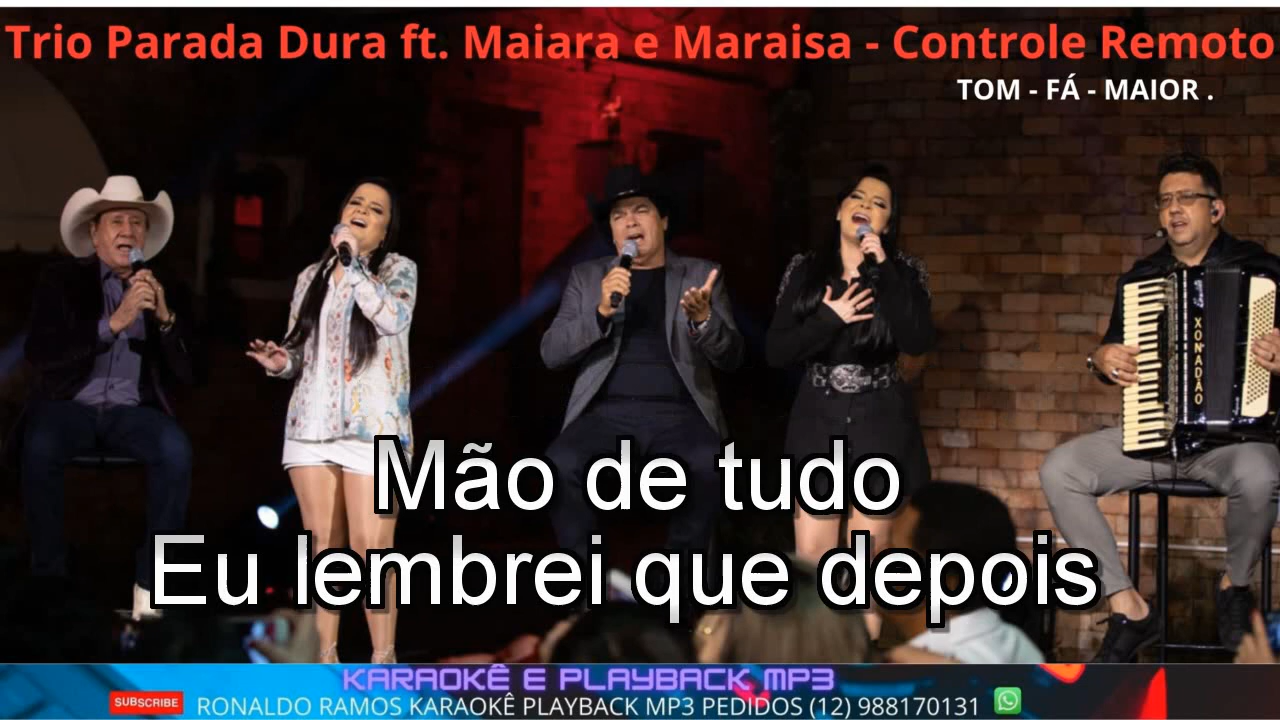 Trio Parada Dura ft. Maiara e Maraisa - Controle Remoto
TOM - FÁ - MAIOR .
XONADÃO
Mão de tudo
Eu lembrei que depois
KARAOKÊ E PLAYBACK MP3
SUBSCRIBE
RONALDO RAMOS KARAOKÊ PLAYBACK MP3 PEDIDOS (12) 988170131